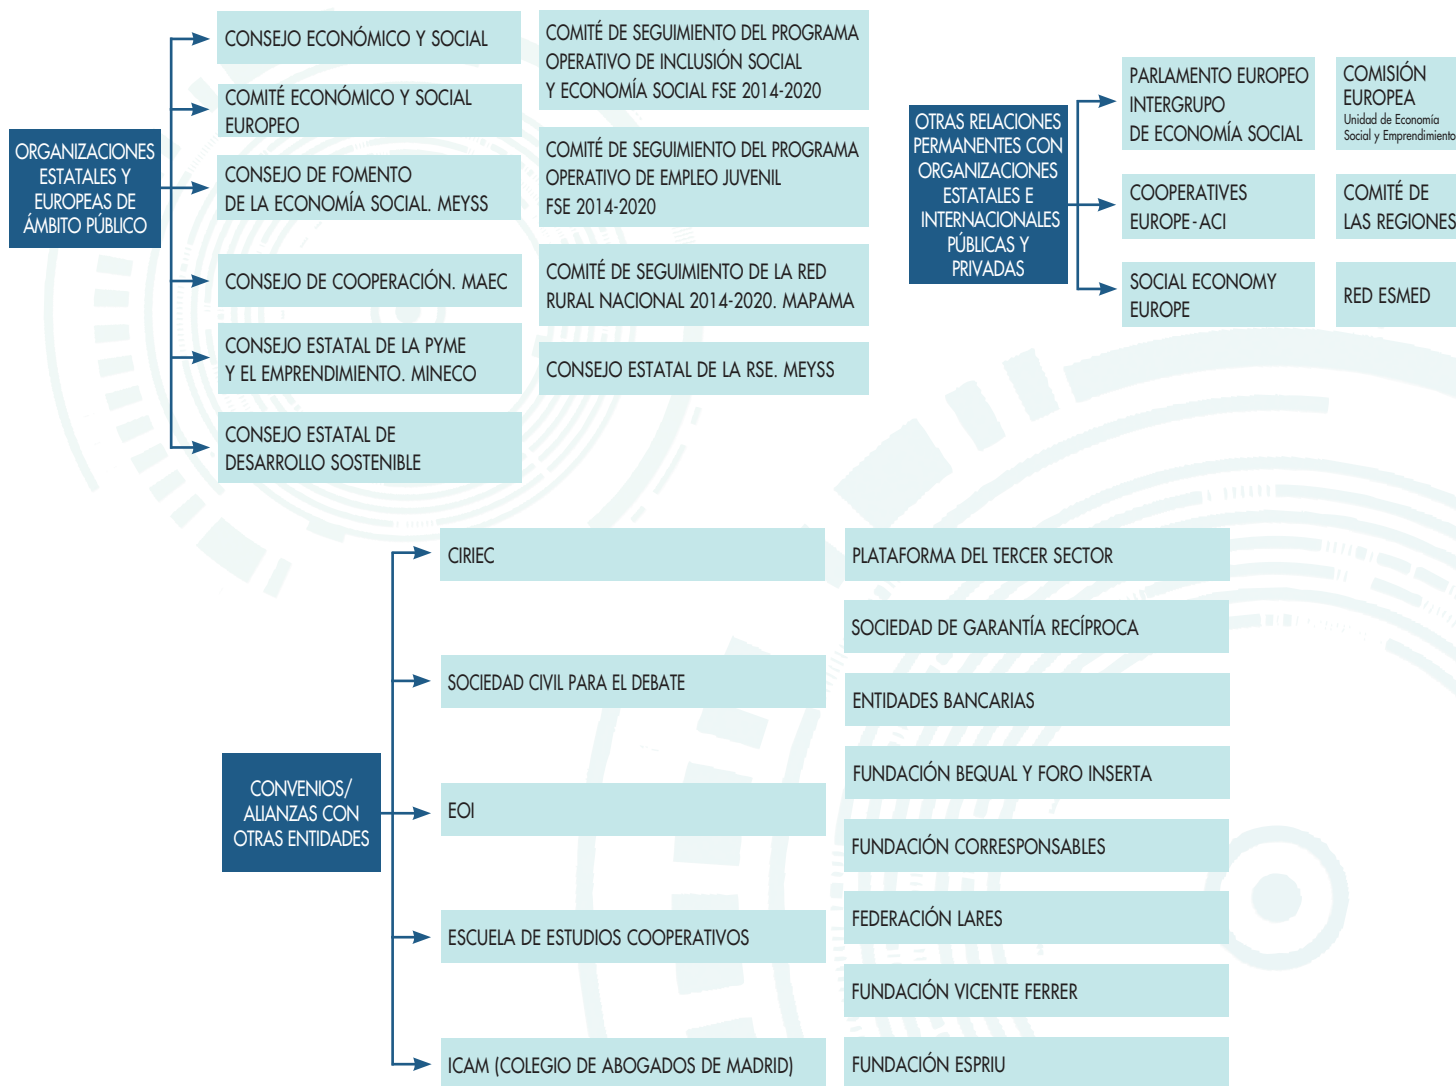 ORGANIZACIONES
ESTATALES Y
EUROPEAS DE
ÁMBITO PÚBLICO
CONSEJO ECONÓMICO Y SOCIAL
COMITÉ ECONÓMICO Y SOCIAL
EUROPEO
CONSEJO DE FOMENTO
DE LA ECONOMÍA SOCIAL. MEYSS
CONSEJO DE COOPERACIÓN. MAEC
CONSEJO ESTATAL DE LA PYME
Y EL EMPRENDIMIENTO. MINECO
CONSEJO ESTATAL DE
DESARROLLO SOSTENIBLE
COMITÉ DE SEGUIMIENTO DEL PROGRAMA
OPERATIVO DE INCLUSIÓN SOCIAL
Y ECONOMÍA SOCIAL FSE 2014-2020
COMITÉ DE SEGUIMIENTO DEL PROGRAMA
OPERATIVO DE EMPLEO JUVENIL
FSE 2014-2020
COMITÉ DE SEGUIMIENTO DE LA RED
RURAL NACIONAL 2014-2020. MAPAMA
CONSEJO ESTATAL DE LA RSE. MEYSS
OTRAS RELACIONES
PERMANENTES CON
ORGANIZACIONES
ESTATALES E
INTERNACIONALES
PÚBLICAS Y
PRIVADAS
PARLAMENTO EUROPEO
INTERGRUPO
DE ECONOMÍA SOCIAL
COOPERATIVES
EUROPE-ACI
SOCIAL ECONOMY
EUROPE
COMISIÓN
EUROPEA
Unidad de Economía
Social y Emprendimiento
COMITÉ DE
LAS REGIONES
RED ESMED
CONVENIOS/
ALIANZAS CON
OTRAS ENTIDADES
CIRIEC
SOCIEDAD CIVIL PARA EL DEBATE
EOI
ESCUELA DE ESTUDIOS COOPERATIVOS
ICAM (COLEGIO DE ABOGADOS DE MADRID)
PLATAFORMA DEL TERCER SECTOR
SOCIEDAD DE GARANTÍA RECÍPROCA
ENTIDADES BANCARIAS
FUNDACIÓN BEQUAL Y FORO INSERTA
FUNDACIÓN CORRESPONSABLES
FEDERACIÓN LARES
FUNDACIÓN VICENTE FERRER
FUNDACIÓN ESPRIU